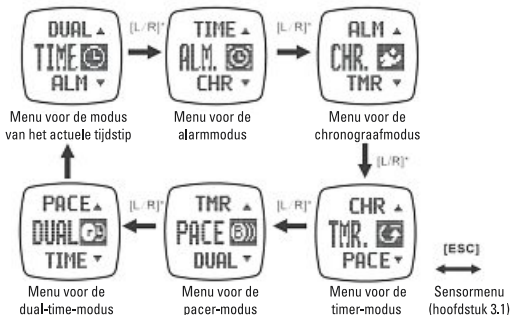 DUAL ▲
TIME
ALM ▼
[L/R]*
TIME ▲
ALM.
CHR ▼
[L/R]*
ALM ▲
CHR.
TMR ▼
Menu voor de modus
van het actuele tijdstip
Menu voor de
alarmmodus
Menu voor de
chronograafmodus
[L/R]*
PACE ▲
DUAL
TIME ▼
[L/R]*
TMR ▲
PACE
DUAL ▼
[L/R]*
CHR ▲
TMR.
PACE ▼
[ESC]
Menu voor de
dual-time-modus
Menu voor de
pacer-modus
Menu voor de
timer-modus
Sensormenu
(hoofdstuk 3.1)